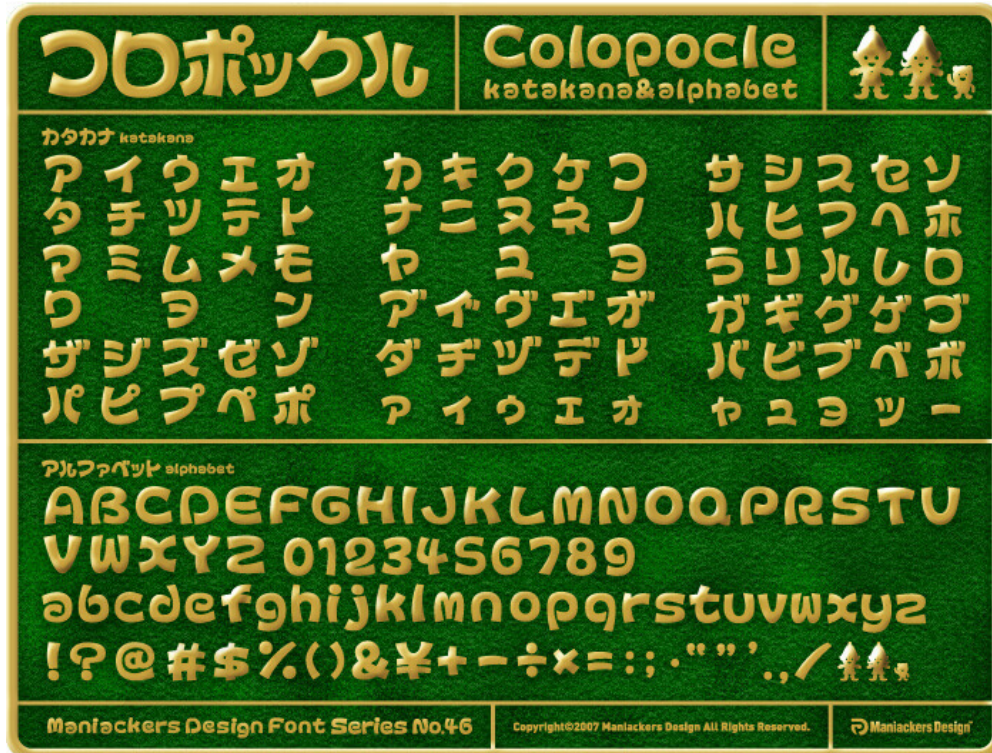 コロポックル
Colopocle
katakana&alphabet
カタカナ katakana
アイウエオ カキクケコ サシスセソ
タチツテト ナニヌネノ ハヒフヘホ
マミムメモ ヤユヨ ラリルレロ
ワヲン ア゙イ゙ヴエ゙オ゙ ガギグゲゴ
ザジズゼゾ ダヂヅデド バビブベボ
パピプペポ ァィゥェォ ャュョッー
アルファベット alphabet
ABCDEFGHIJKLMNOQPRSTU
VWXYZ 0123456789
abcdefghijklmnopqrstuvwxyz
!?@#$%()&¥+-÷×=:;・“ ” ’.,/
Maniackers Design Font Series No.46
Copyright©2007 Maniackers Design All Rights Reserved.
Maniackers Design